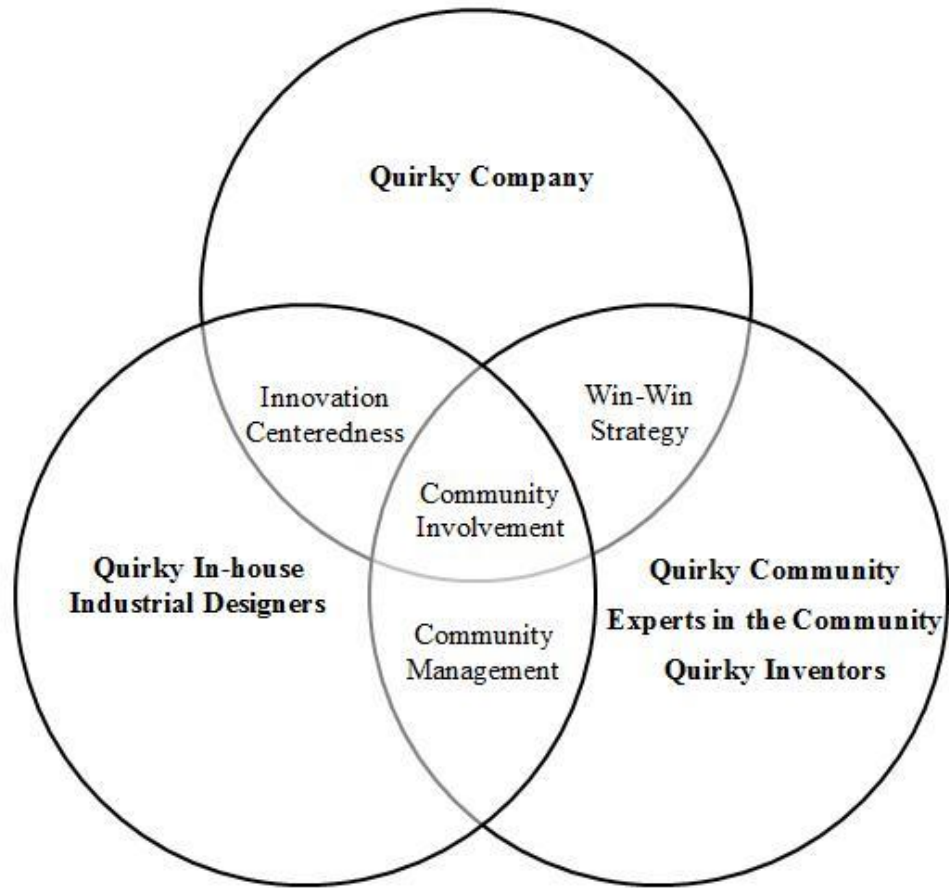 Quirky Company
Innovation
Centeredness
Win-Win
Strategy
Community
Involvement
Quirky In-house
Industrial Designers
Quirky Community
Experts in the Community
Quirky Inventors
Community
Management